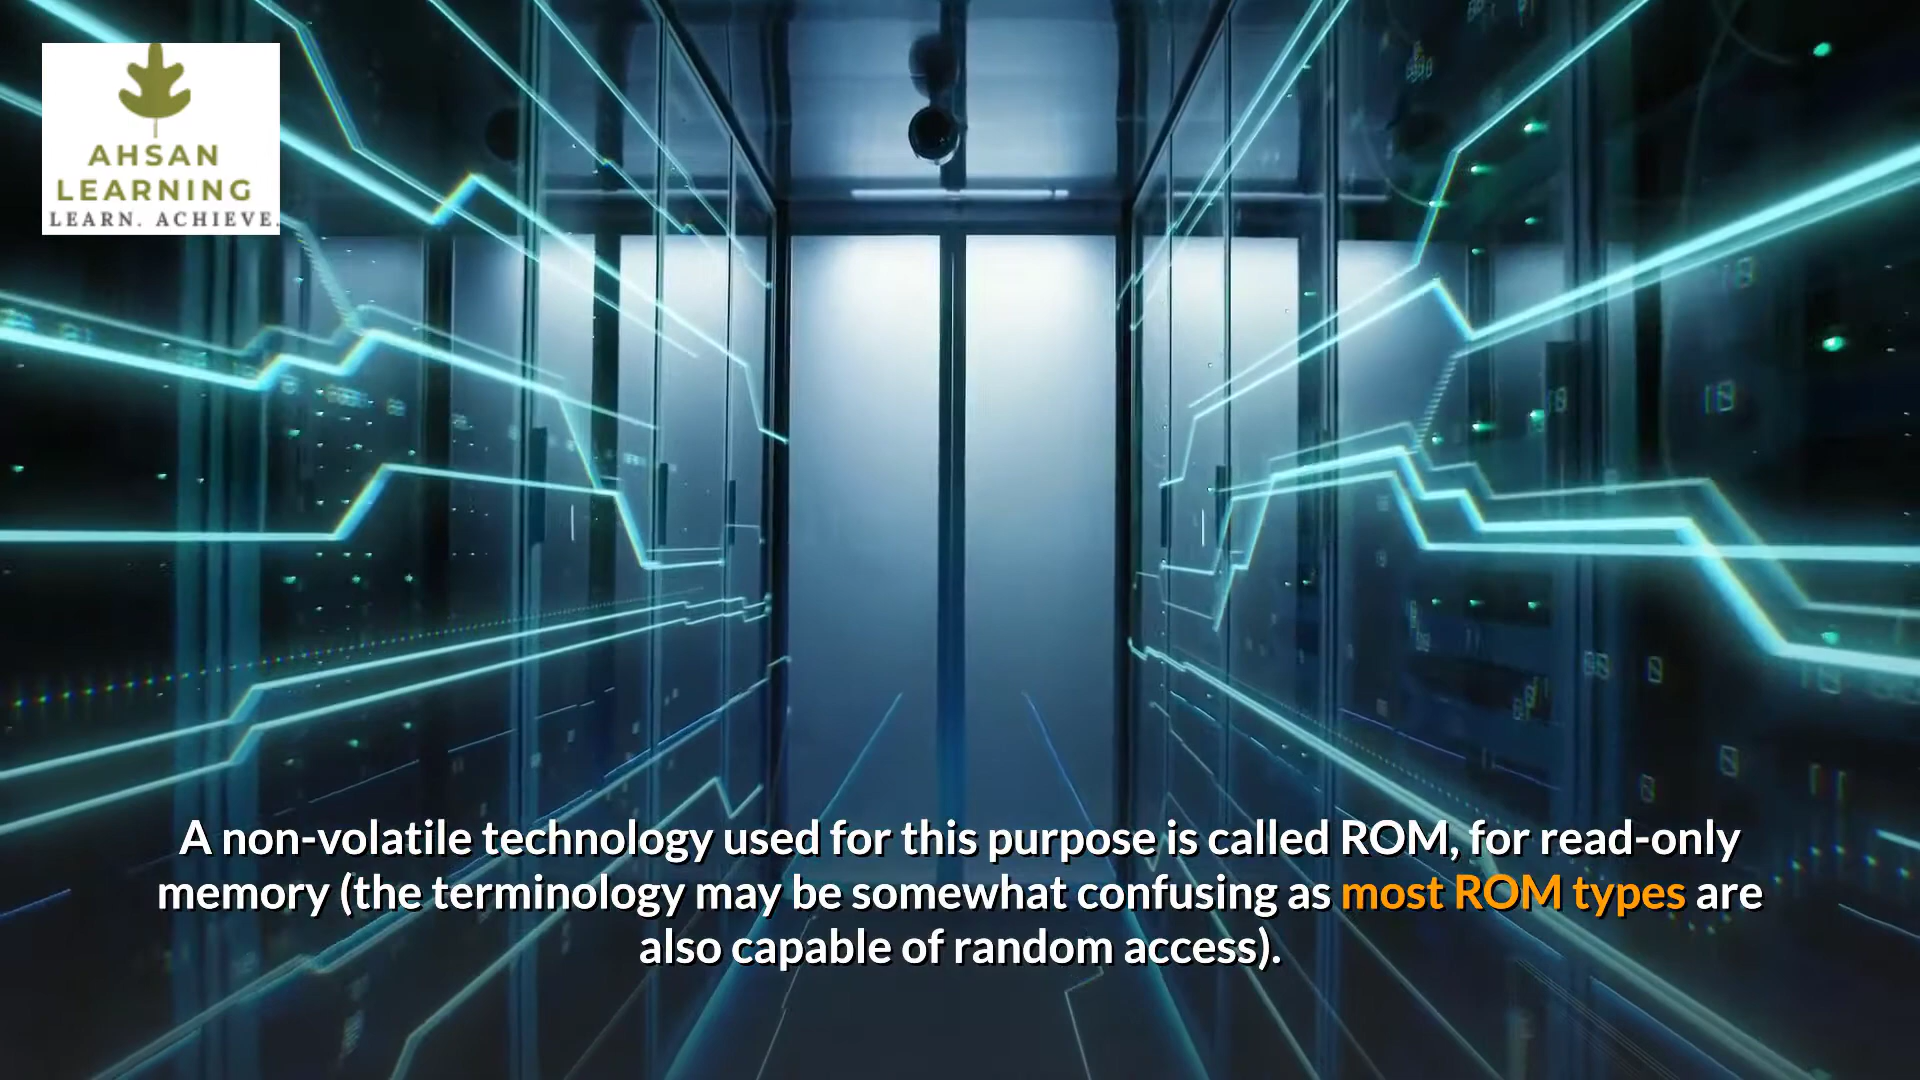 AHSAN
LEARNING
LEARN. ACHIEVE.
A non-volatile technology used for this purpose is called ROM, for read-only
memory (the terminology may be somewhat confusing as most ROM types are
also capable of random access).